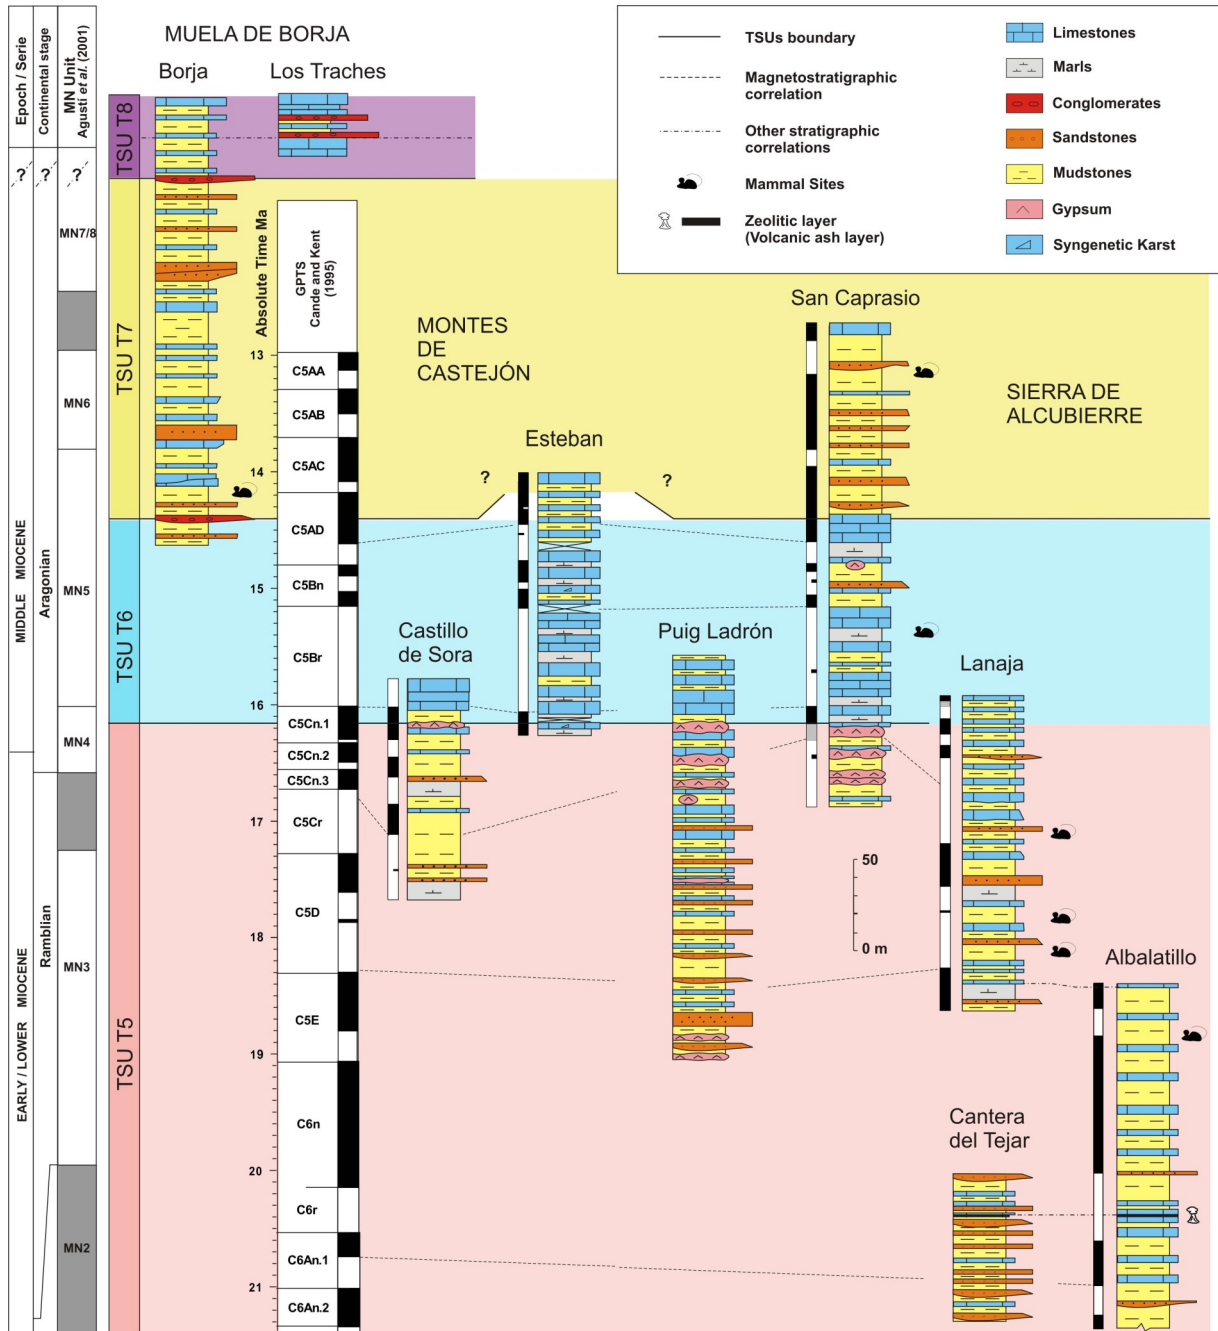 Epoch / Serie
Continental stage
MN Unit
Agustí et al. (2001)
MUELA DE BORJA
Borja
Los Traches
TSUs boundary
Magnetostratigraphic
correlation
Other stratigraphic
correlations
Mammal Sites
Zeolitic layer
(Volcanic ash layer)
Limestones
Marls
Conglomerates
Sandstones
Mudstones
Gypsum
Syngenetic Karst
TSU T8
TSU T7
TSU T6
TSU T5
?
?
?
MN7/8
MN6
MN5
MN4
MN3
MN2
MIDDLE MIOCENE
EARLY / LOWER MIOCENE
Aragonian
Ramblian
Absolute Time Ma
GPTS
Cande and Kent
(1995)
13
14
15
16
17
18
19
20
21
C5AA
C5AB
C5AC
C5AD
C5Bn
C5Br
C5Cn.1
C5Cn.2
C5Cn.3
C5Cr
C5D
C5E
C6n
C6r
C6An.1
C6An.2
MONTES
DE
CASTEJÓN
San Caprasio
SIERRA DE
ALCUBIERRE
Esteban
?
?
Castillo
de Sora
Puig Ladrón
Lanaja
50
0 m
Albalatillo
Cantera
del Tejar